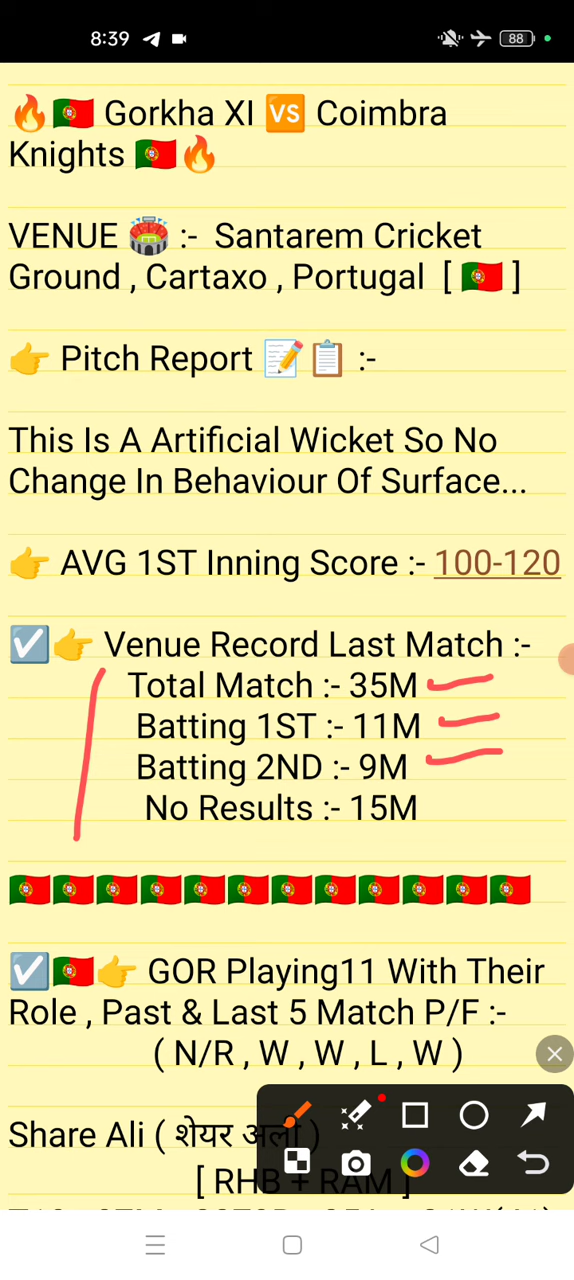 8:39
88
🔥🇵🇹 Gorkha XI 🆚 Coimbra
Knights 🇵🇹🔥
VENUE 🏟️ :- Santarem Cricket
Ground , Cartaxo , Portugal [ 🇵🇹 ]
👉 Pitch Report 📝📋 :-
This Is A Artificial Wicket So No
Change In Behaviour Of Surface...
👉 AVG 1ST Inning Score :- 100-120
☑️👉 Venue Record Last Match :-
Total Match :- 35M
Batting 1ST :- 11M
Batting 2ND :- 9M
No Results :- 15M
🇵🇹🇵🇹🇵🇹🇵🇹🇵🇹🇵🇹🇵🇹🇵🇹🇵🇹🇵🇹🇵🇹🇵🇹
☑️🇵🇹👉 GOR Playing11 With Their
Role , Past & Last 5 Match P/F :-
( N/R , W , W , L , W )
Share Ali ( शेयर अली )
[ RHB + RAM ]